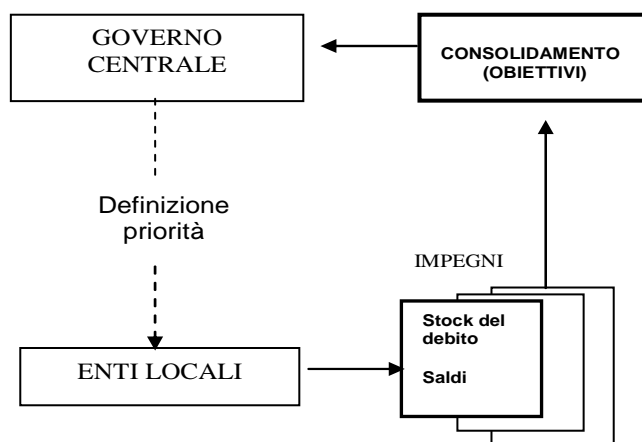 GOVERNO
CENTRALE
CONSOLIDAMENTO
(OBIETTIVI)
Definizione
priorità
IMPEGNI
Stock del
debito
Saldi
ENTI LOCALI